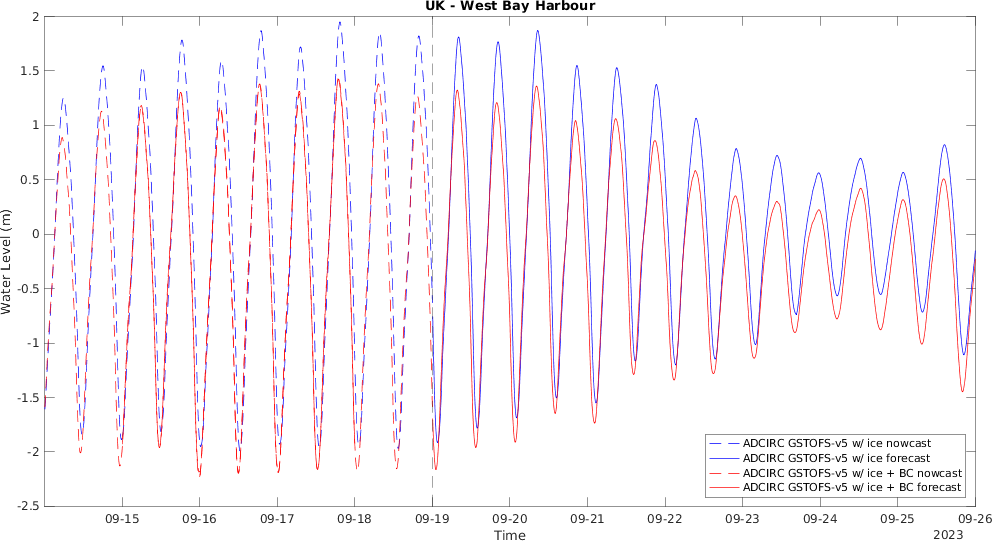 UK - West Bay Harbour
2
1.5
1
0.5
0
-0.5
-1
-1.5
-2
-2.5
Water Level (m)
09-15 09-16 09-17 09-18 09-19 09-20 09-21 09-22 09-23 09-24 09-25 09-26
Time
2023
ADCIRC GSTOFS-v5 w/ ice nowcast
ADCIRC GSTOFS-v5 w/ ice forecast
ADCIRC GSTOFS-v5 w/ ice + BC nowcast
ADCIRC GSTOFS-v5 w/ ice + BC forecast